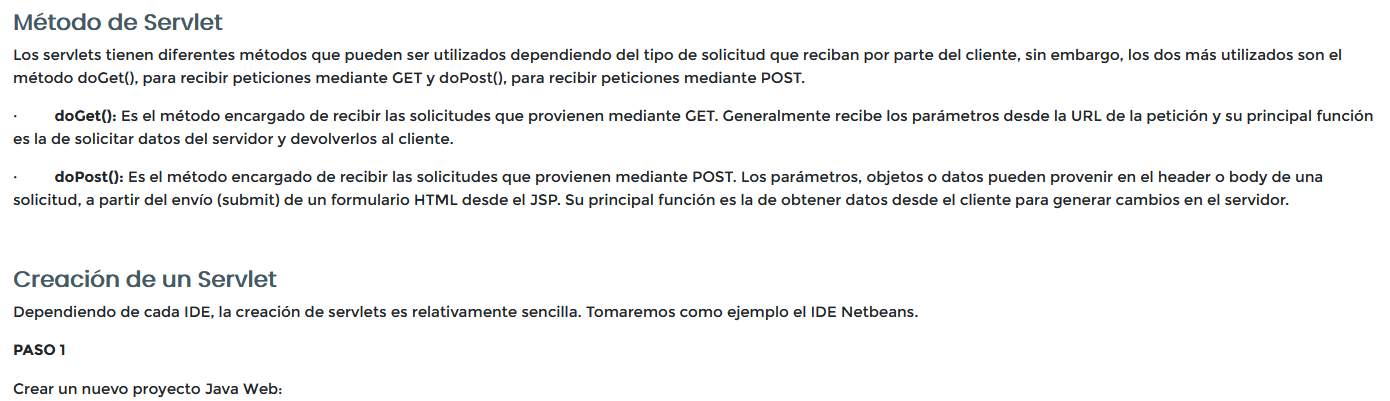 Método de Servlet
Los servlets tienen diferentes métodos que pueden ser utilizados dependiendo del tipo de solicitud que reciban por parte del cliente, sin embargo, los dos más utilizados son el
método doGet(), para recibir peticiones mediante GET y doPost(), para recibir peticiones mediante POST.
· doGet(): Es el método encargado de recibir las solicitudes que provienen mediante GET. Generalmente recibe los parámetros desde la URL de la petición y su principal función
es la de solicitar datos del servidor y devolverlos al cliente.
· doPost(): Es el método encargado de recibir las solicitudes que provienen mediante POST. Los parámetros, objetos o datos pueden provenir en el header o body de una
solicitud, a partir del envío (submit) de un formulario HTML desde el JSP. Su principal función es la de obtener datos desde el cliente para generar cambios en el servidor.
Creación de un Servlet
Dependiendo de cada IDE, la creación de servlets es relativamente sencilla. Tomaremos como ejemplo el IDE Netbeans.
PASO 1
Crear un nuevo proyecto Java Web: